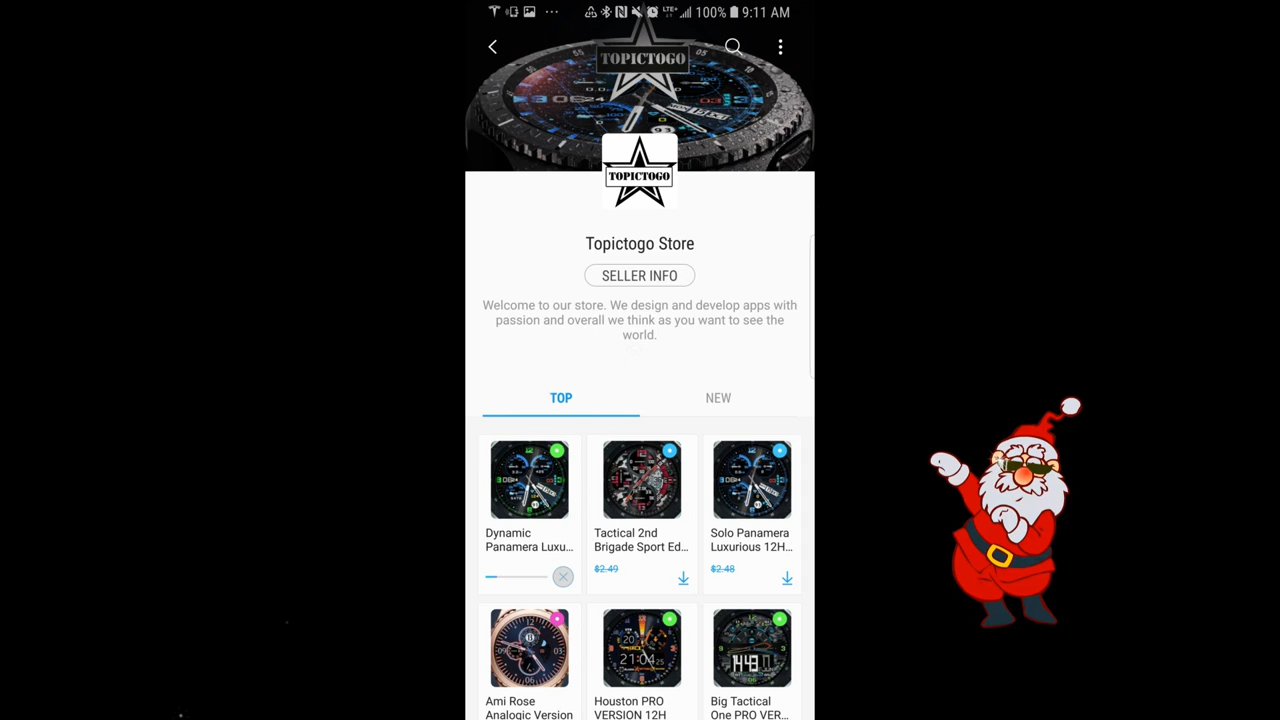 100% 9:11 AM
TOPICTOGO
TOPICTOGO
Topictogo Store
SELLER INFO
Welcome to our store. We design and develop apps with
passion and overall we think as you want to see the
world.
TOP
NEW
Dynamic
Panamera Luxu...
Tactical 2nd
Brigade Sport Ed...
$2.49
Solo Panamera
Luxurious 12H...
$2.48
Ami Rose
Analogic Version
Houston PRO
VERSION 12H
Big Tactical
One PRO VER...